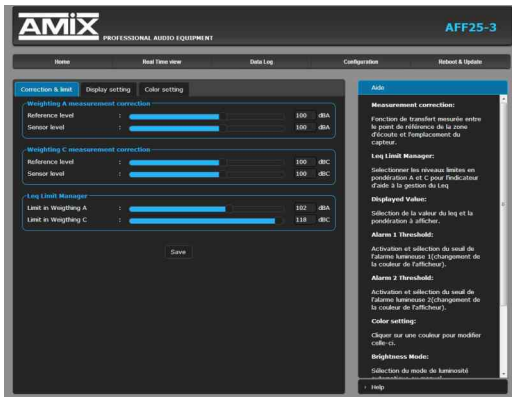 AMIX PROFESSIONAL AUDIO EQUIPMENT
AFF25-3
Home Real Time view Data Log Configuration Reboot & Update
Correction & limit Display setting Color setting
Weighting A measurement correction
Reference level : 100 dBA
Sensor level : 100 dBA
Weighting C measurement correction
Reference level : 100 dBC
Sensor level : 100 dBC
Leq Limit Manager
Limit in Weigthing A : 102 dBA
Limit in Weigthing C : 118 dBC
Save
Aide
Measurement correction:
Fonction de transfert mesurée entre
le point de référence de la zone
d'écoute et l'emplacement du
capteur.
Leq Limit Manager:
Selectionner les niveaux limites en
pondération A et C pour l'indicateur
d'aide à la gestion du Leq
Displayed Value:
Sélection de la valeur du leq et la
pondération à afficher.
Alarm 1 Threshold:
Activation et sélection du seuil de
l'alarme lumineuse 1(changement de
la couleur de l'afficheur).
Alarm 2 Threshold:
Activation et sélection du seuil de
l'alarme lumineuse 2(changement de
la couleur de l'afficheur).
Color setting:
Cliquer sur une couleur pour modifier
celle-ci.
Brightness Mode:
Sélection du mode de luminosité
Help